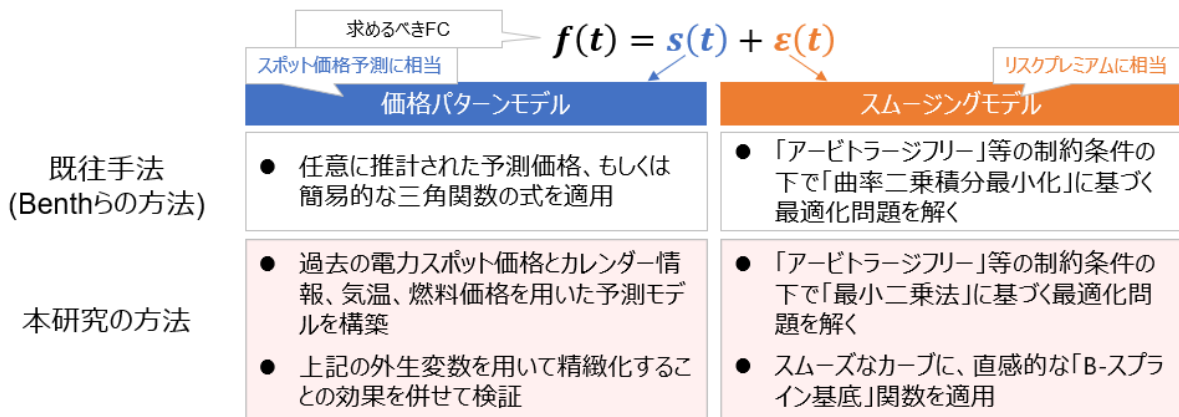 求めるべきFC
f(t) = s(t) + ε(t)
スポット価格予測に相当
リスクプレミアムに相当
価格パターンモデル
スムージングモデル
既往手法
(Benthらの方法)
● 任意に推計された予測価格、もしくは
簡易的な三角関数の式を適用
● 「アービトラージフリー」等の制約条件の
下で「曲率二乗積分最小化」に基づく
最適化問題を解く
本研究の方法
● 過去の電力スポット価格とカレンダー情
報、気温、燃料価格を用いた予測モデ
ルを構築
● 上記の外生変数を用いて精緻化するこ
との効果を併せて検証
● 「アービトラージフリー」等の制約条件の
下で「最小二乗法」に基づく最適化問
題を解く
● スムーズなカーブに、直感的な「B-スプラ
イン基底」関数を適用